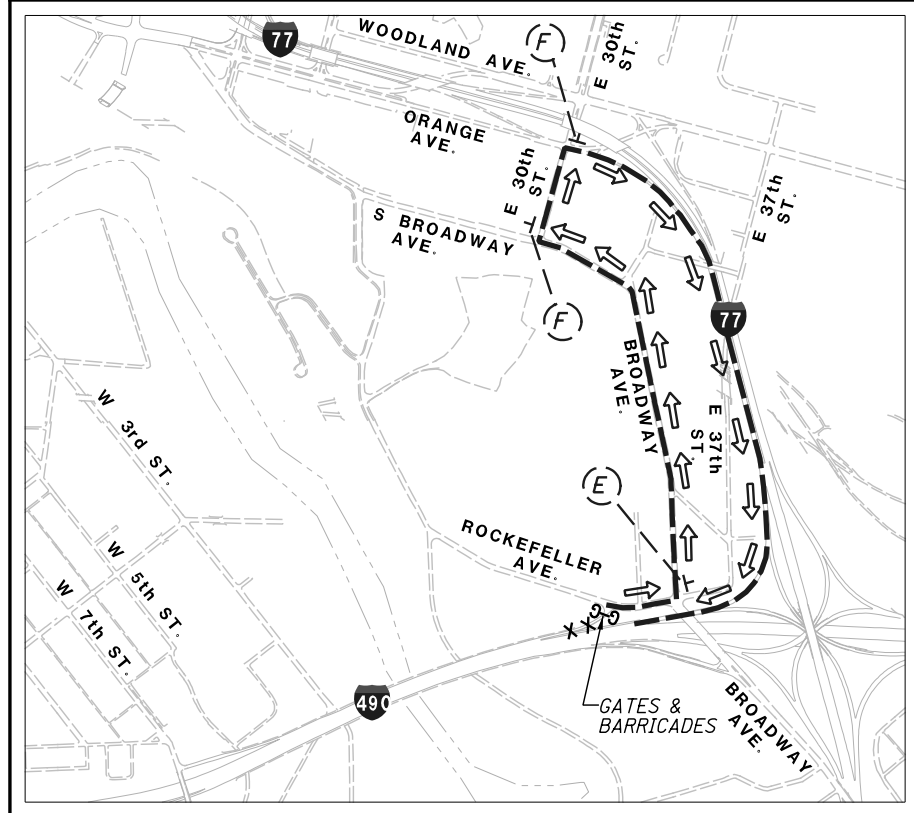 77
WOODLAND AVE.
F
E 30th
ST.
ORANGE
AVE.
E 30th
ST.
E 37th
ST.
S BROADWAY
AVE.
F
77
BROADWAY
AVE.
W 3rd ST.
E 37th
ST.
E
ROCKEFELLER
AVE.
W 5th ST.
W 7th ST.
X X
G G
490
GATES &
BARRICADES
BROADWAY
AVE.